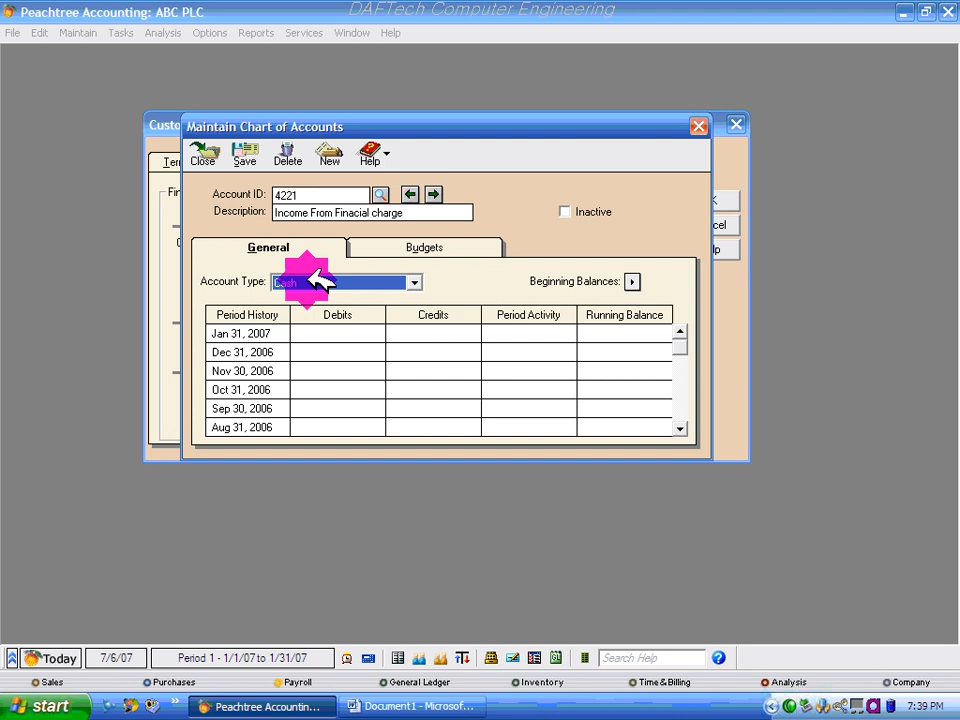 Peachtree Accounting: ABC PLC
DAFTech Computer Engineering
File Edit Maintain Tasks Analysis Options Reports Services Window Help
Custo
Maintain Chart of Accounts
Close Save Delete New Help
Ter
Account ID: 4221
Description: Income From Finacial charge
Inactive
Fin
K
cel
lp
General Budgets
Account Type: Cash
Beginning Balances:
Period History Debits Credits Period Activity Running Balance
Jan 31, 2007
Dec 31, 2006
Nov 30, 2006
Oct 31, 2006
Sep 30, 2006
Aug 31, 2006
Today 7/6/07 Period 1 - 1/1/07 to 1/31/07 Search Help
Sales Purchases Payroll General Ledger Inventory Time & Billing Analysis Company
start Peachtree Accountin... Document1 - Microsof... 7:39 PM